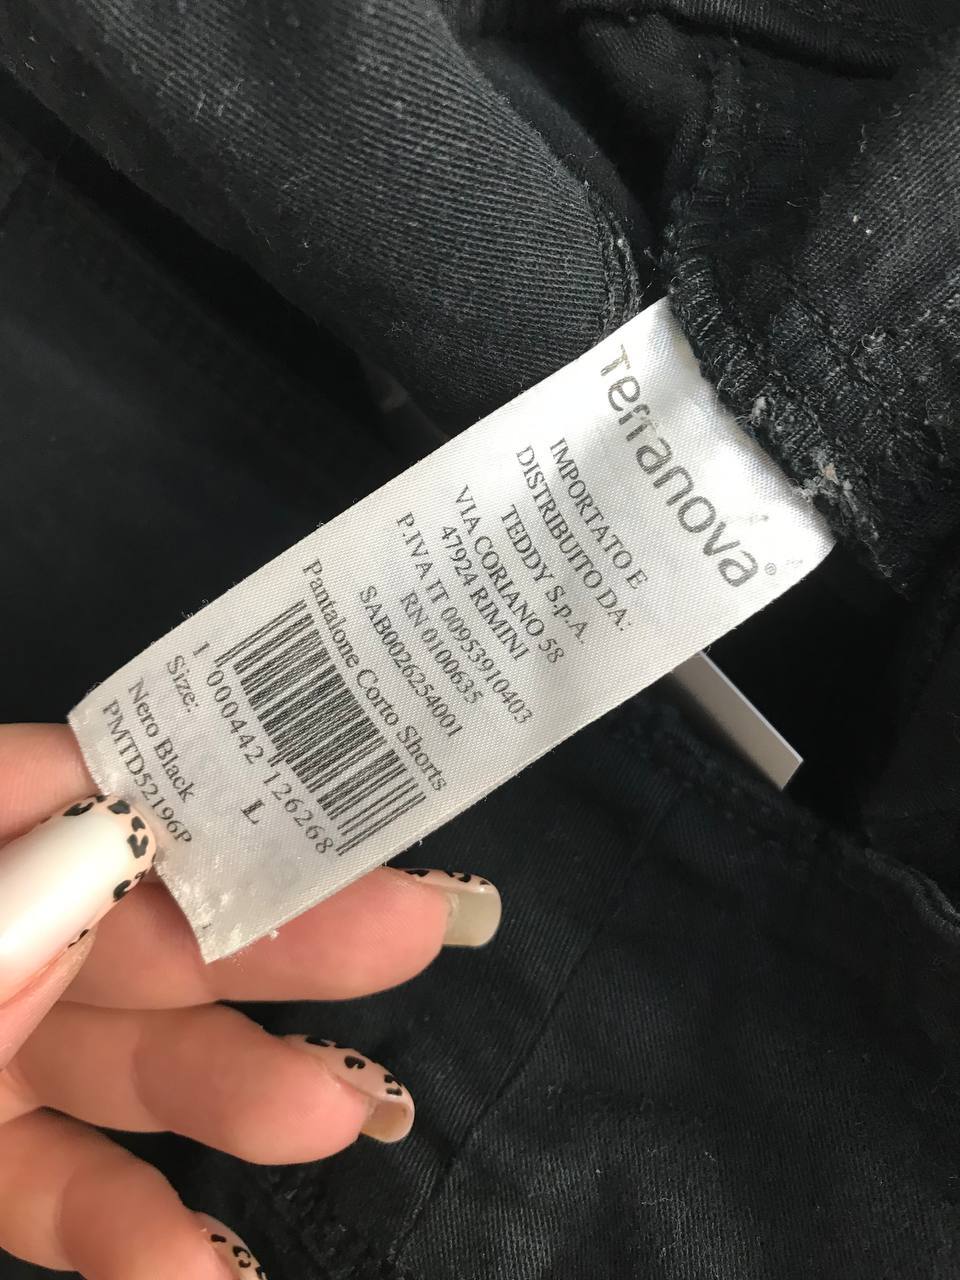 Terranova®
IMPORTATO E
DISTRIBUITO DA:
TEDDY S.p.A.
VIA CORIANO 58
47924 RIMINI
P.IVA IT 00953910403
RN 0100635
SAB0026254001
Pantalone Corto Shorts
1 000442 126268
Size: L
Nero Black
PMTD52196P